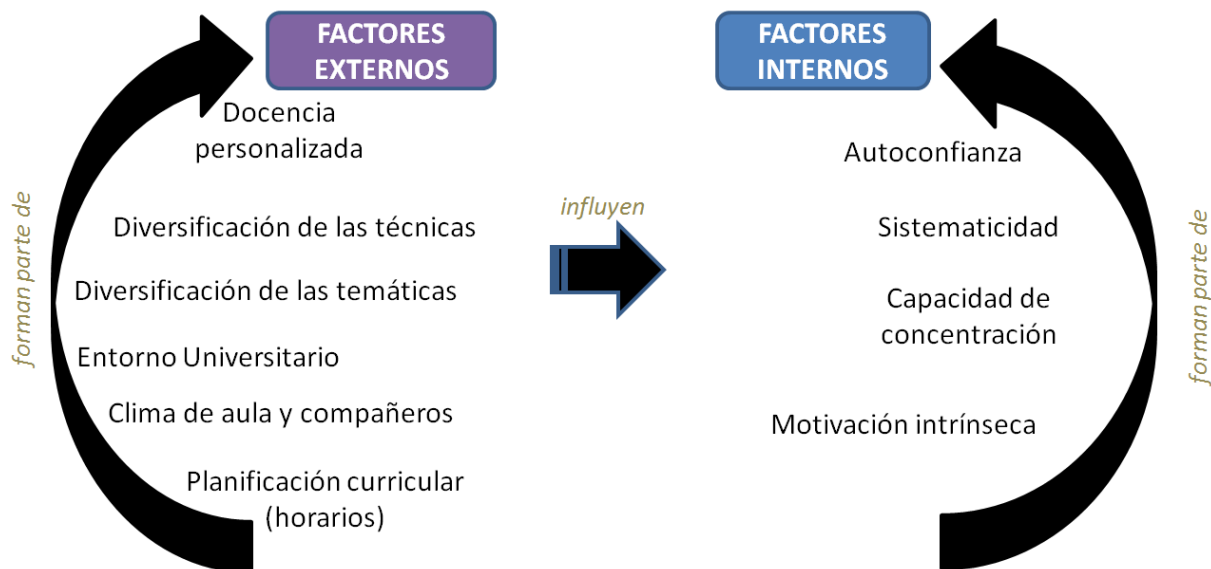 FACTORES
EXTERNOS
Docencia
personalizada
Diversificación de las técnicas
Diversificación de las temáticas
Entorno Universitario
Clima de aula y compañeros
Planificación curricular
(horarios)
forman parte de
influyen
FACTORES
INTERNOS
Autoconfianza
Sistematicidad
Capacidad de
concentración
Motivación intrínseca
forman parte de